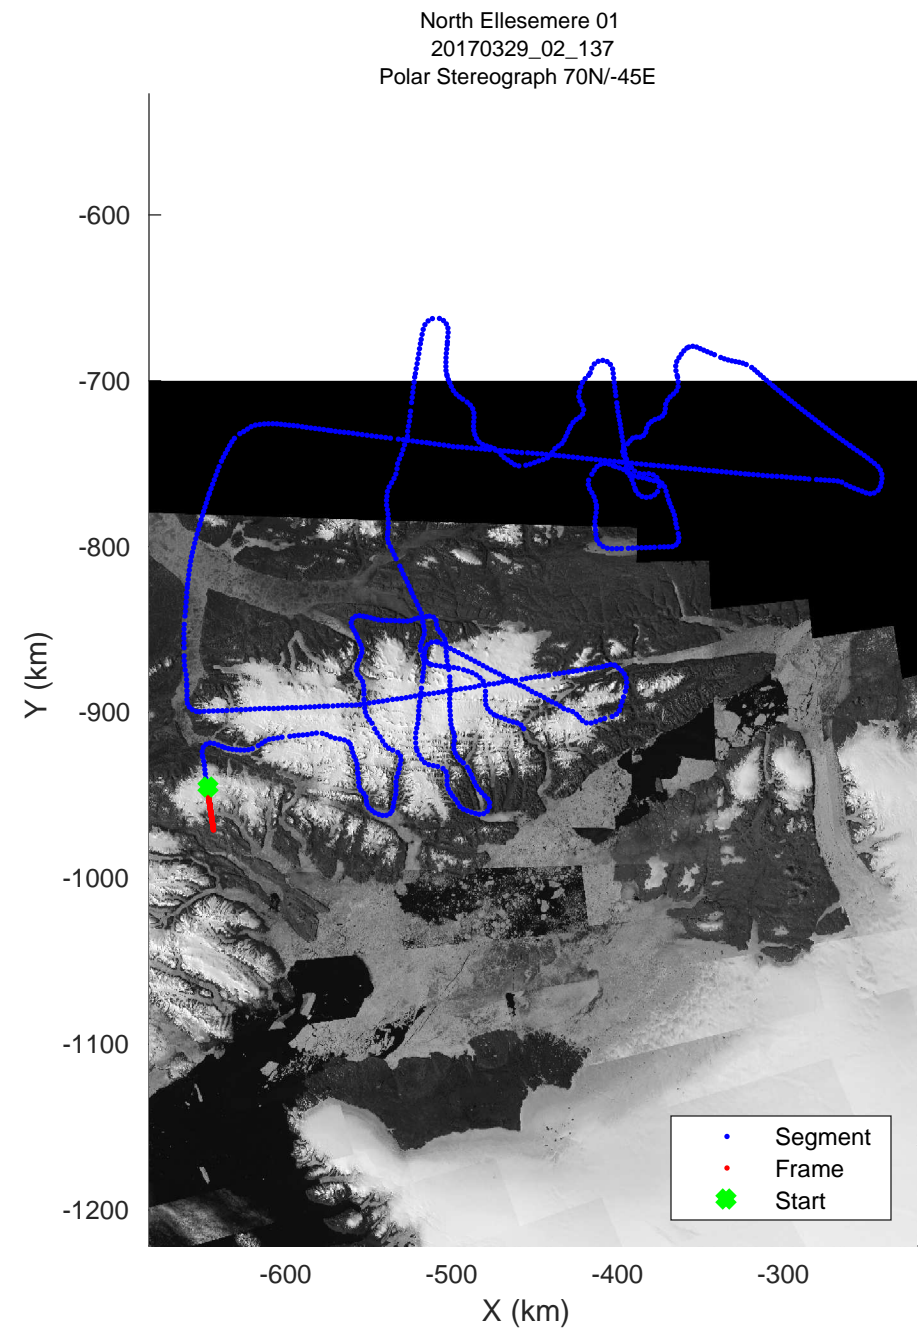 North Ellesemere 01
20170329_02_137
Polar Stereograph 70N/-45E
-600
-700
-800
-900
-1000
-1100
-1200
Y (km)
Segment
Frame
Start
-600 -500 -400 -300
X (km)